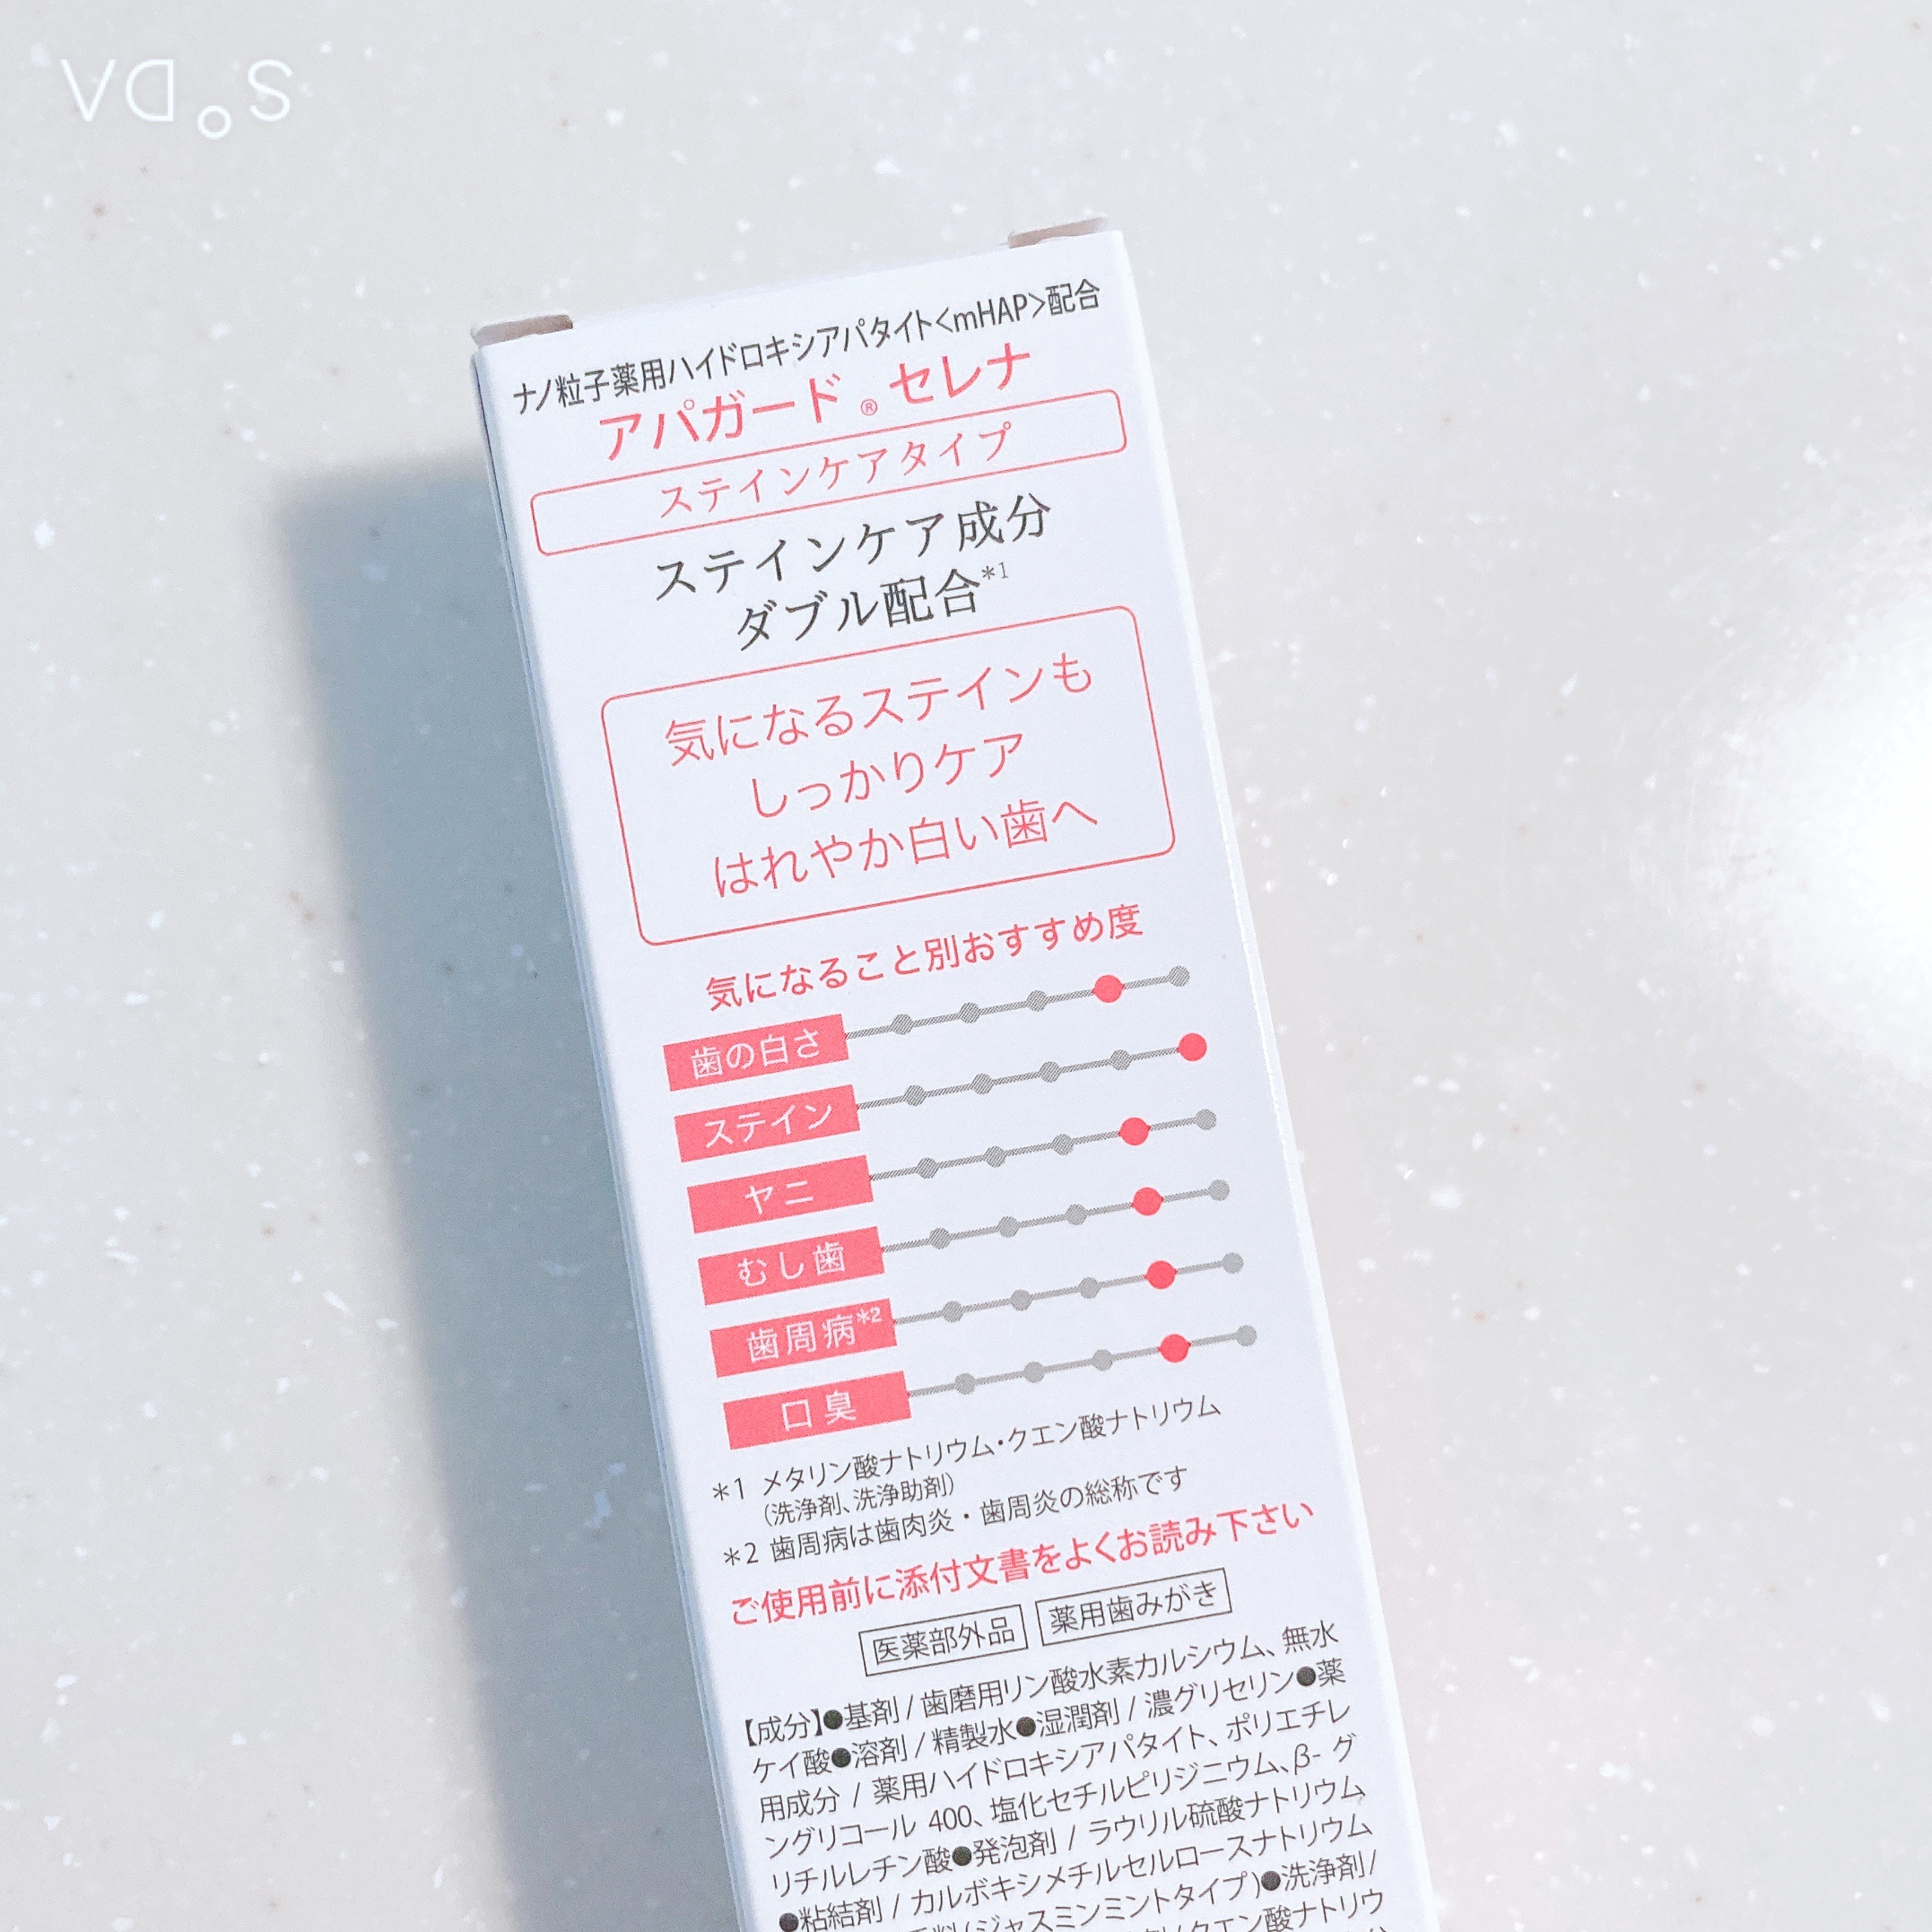 VO。S
ナノ粒子薬用ハイドロキシアパタイト<mHAP>配合
アパガード®セレナ
ステインケアタイプ
ステインケア成分
ダブル配合*1
気になるステインも
しっかりケア
はれやか白い歯へ
気になること別おすすめ度
歯の白さ
ステイン
ヤニ
むし歯
歯周病*2
口臭
*1 メタリン酸ナトリウム・クエン酸ナトリウム
(洗浄剤、洗浄助剤)
*2 歯周病は歯肉炎・歯周炎の総称です
ご使用前に添付文書をよくお読み下さい
医薬部外品 薬用歯みがき
【成分】●基剤/歯磨用リン酸水素カルシウム、無水
ケイ酸●溶剤/精製水●湿潤剤/濃グリセリン●薬
用成分/薬用ハイドロキシアパタイト、ポリエチレ
ングリコール 400、塩化セチルピリジニウム、β-グ
リチルレチン酸●発泡剤/ラウリル硫酸ナトリウム
●粘結剤/カルボキシメチルセルロースナトリウム
(ジャスミンミントタイプ)●洗浄剤/
クエン酸ナトリウ